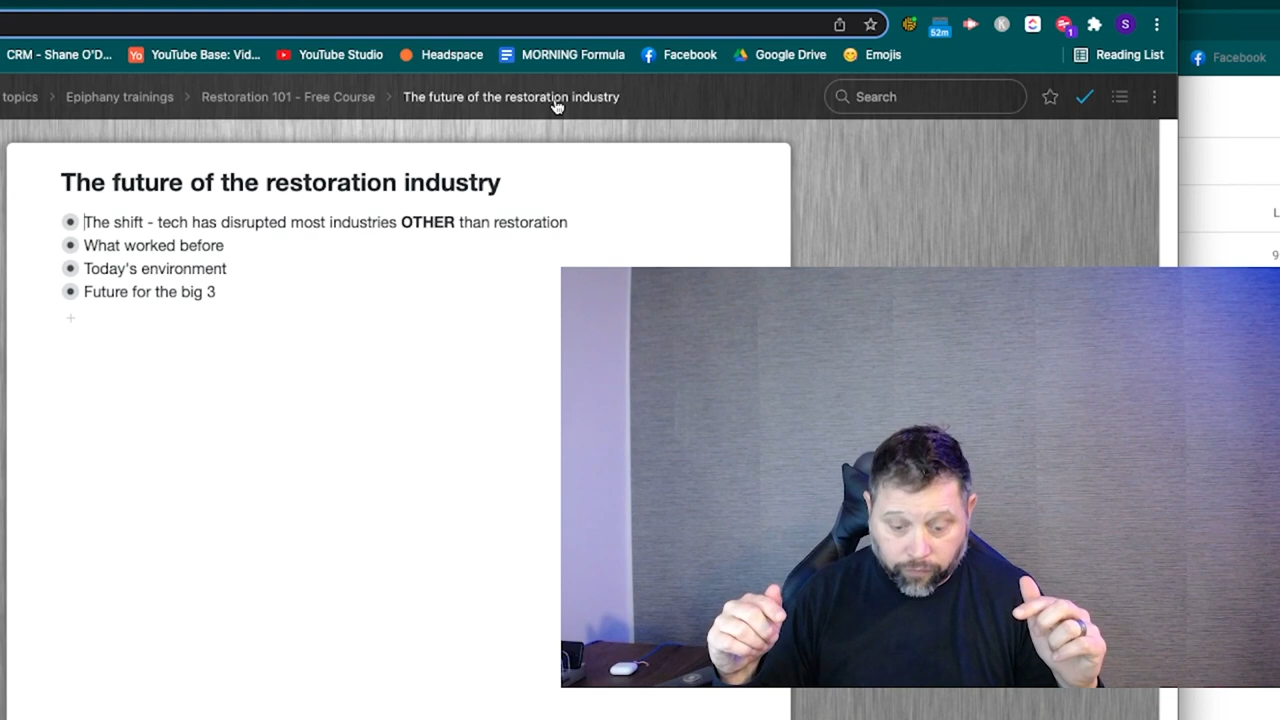 CRM - Shane O'D...
Yo YouTube Base: Vid...
YouTube Studio
Headspace
MORNING Formula
Facebook
Google Drive
Emojis
Reading List
Facebook
52m
K
1
S
topics > Epiphany trainings > Restoration 101 - Free Course > The future of the restoration industry
Search
The future of the restoration industry
The shift - tech has disrupted most industries OTHER than restoration
What worked before
Today's environment
Future for the big 3
+
L
9